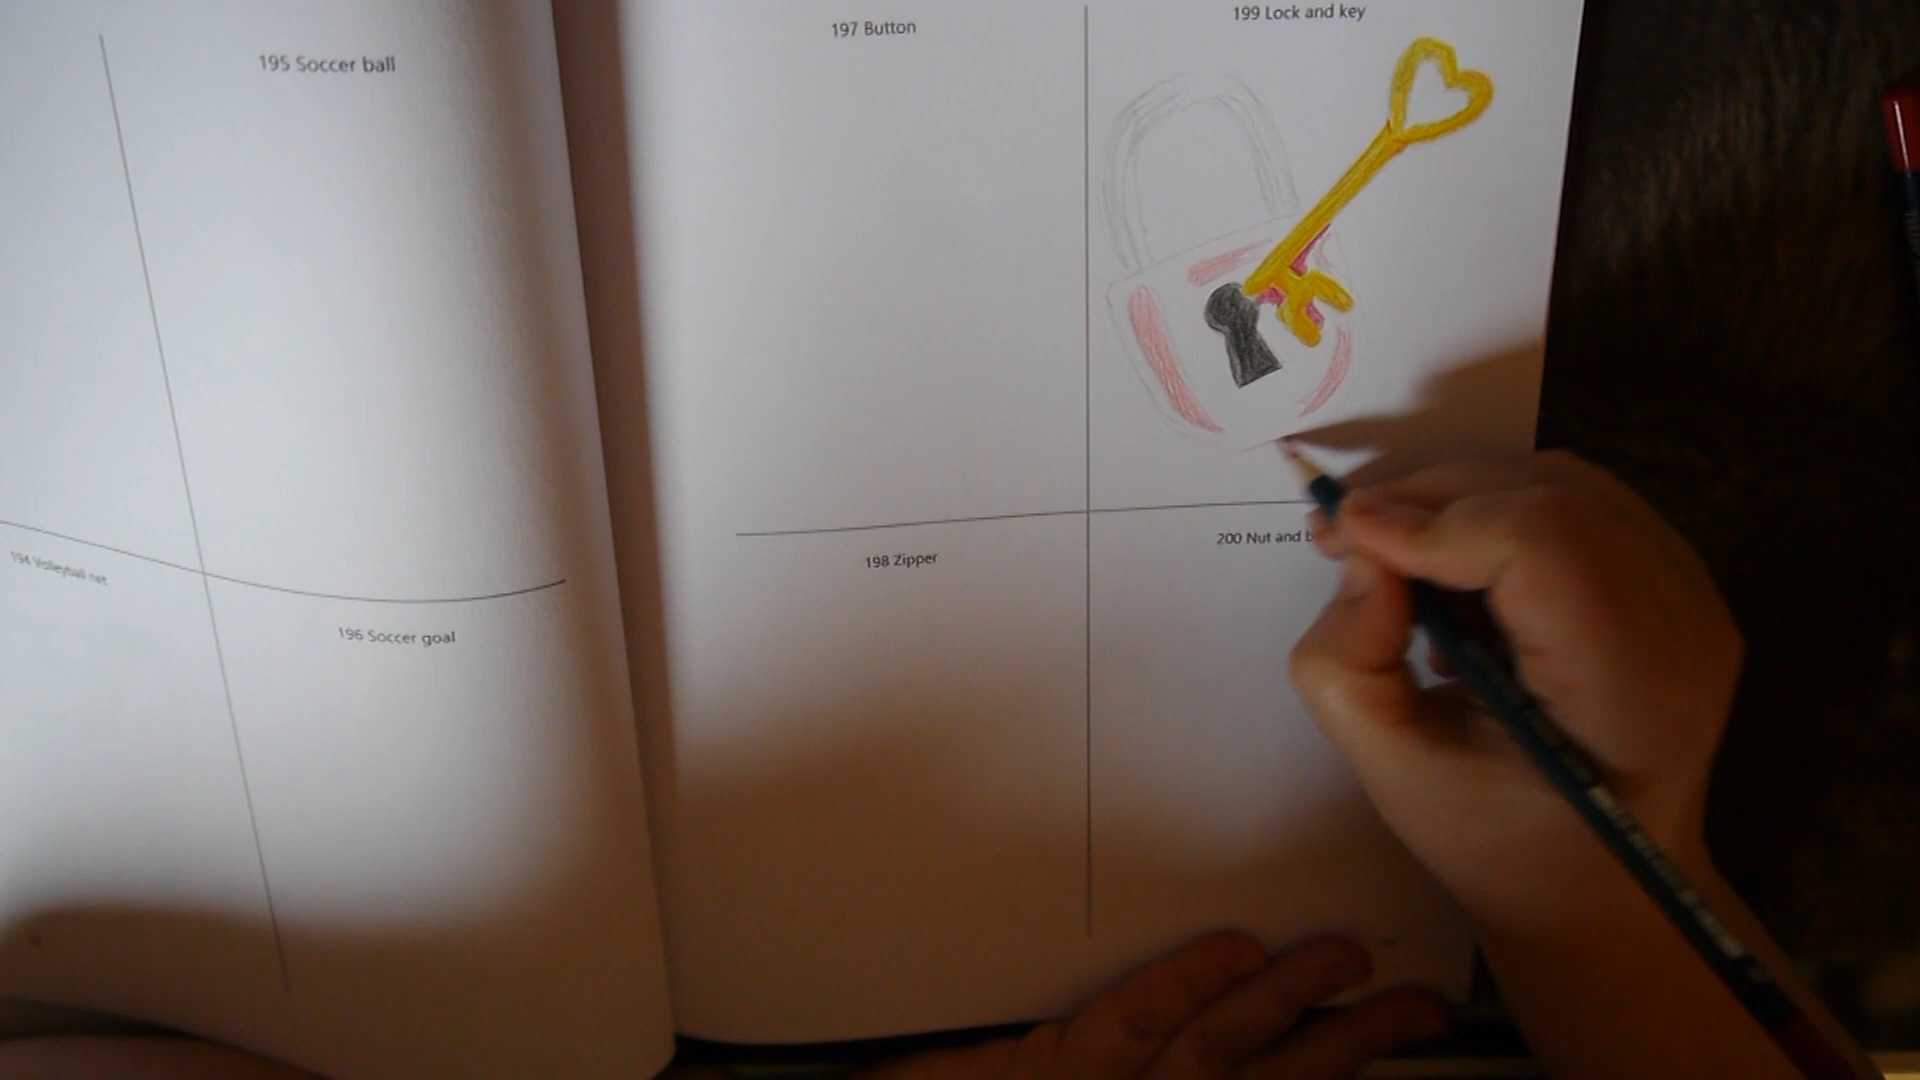 195 Soccer ball
194 Volleyball net
196 Soccer goal
197 Button
198 Zipper
199 Lock and key
200 Nut and